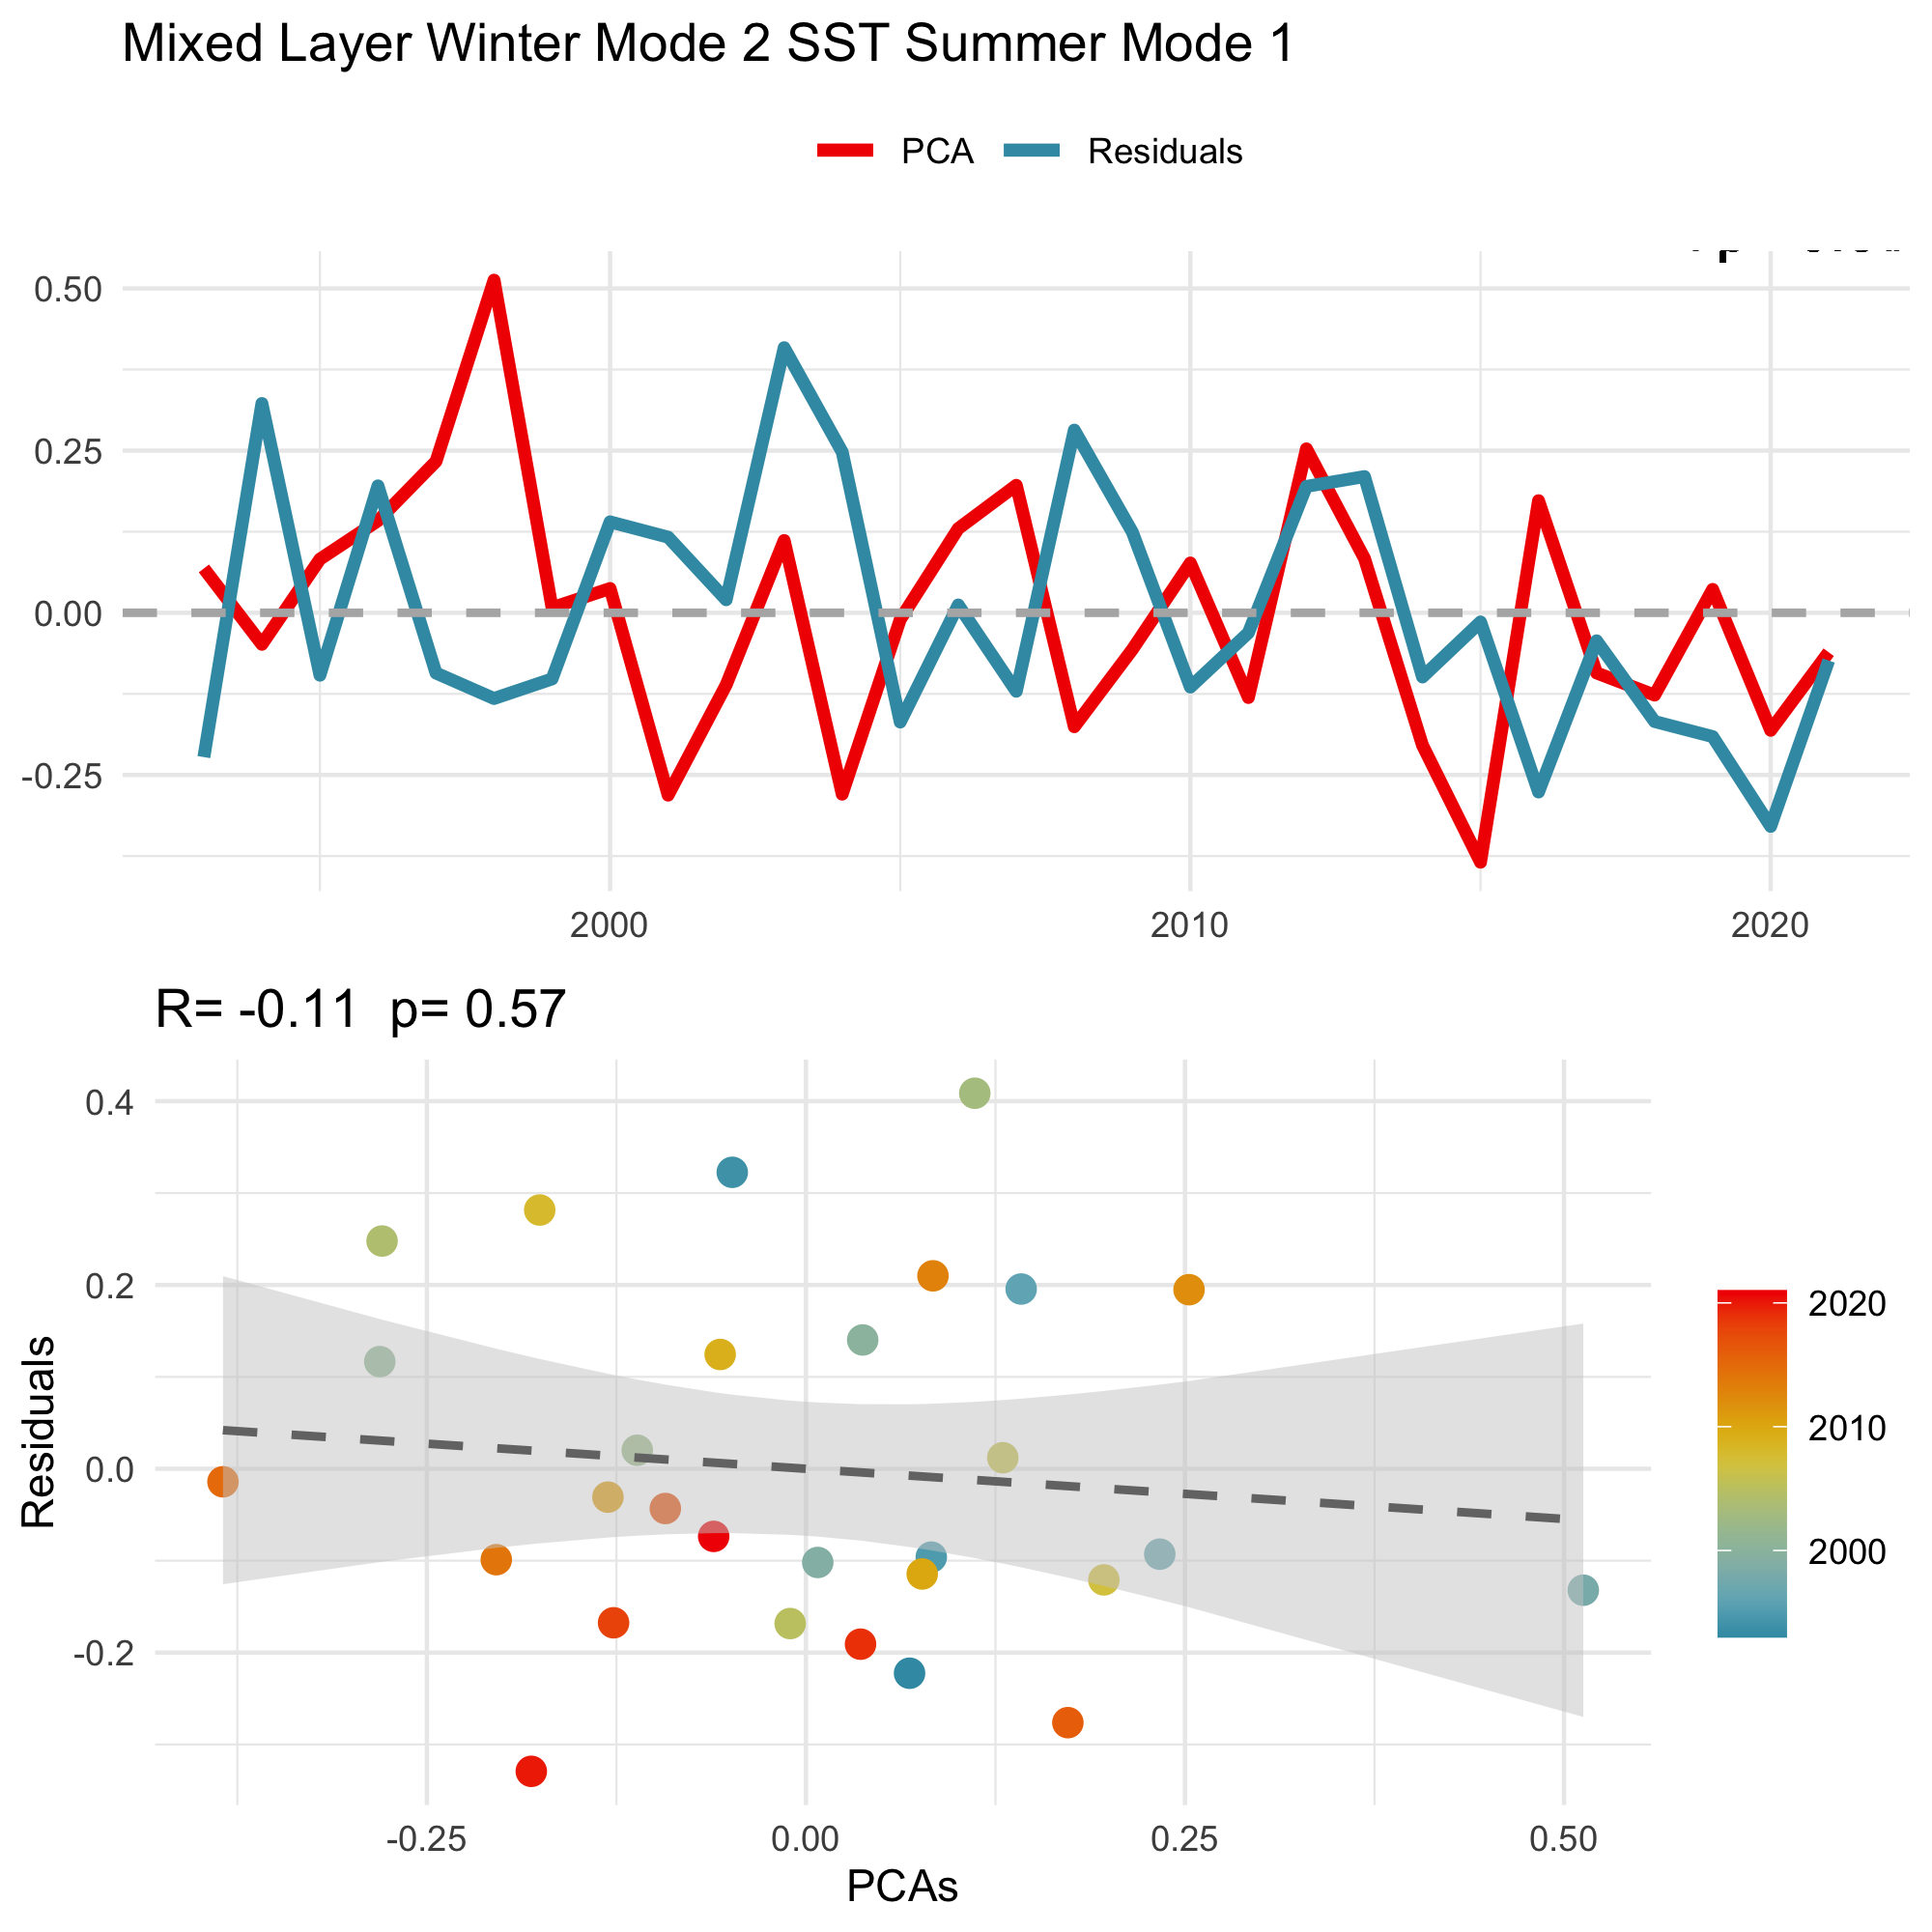 Mixed Layer Winter Mode 2 SST Summer Mode 1
PCA Residuals
0.50
0.25
0.00
-0.25
2000 2010 2020
R= -0.11  p= 0.57
0.4
0.2
0.0
-0.2
Residuals
-0.25 0.00 0.25 0.50
PCAs
2020
2010
2000